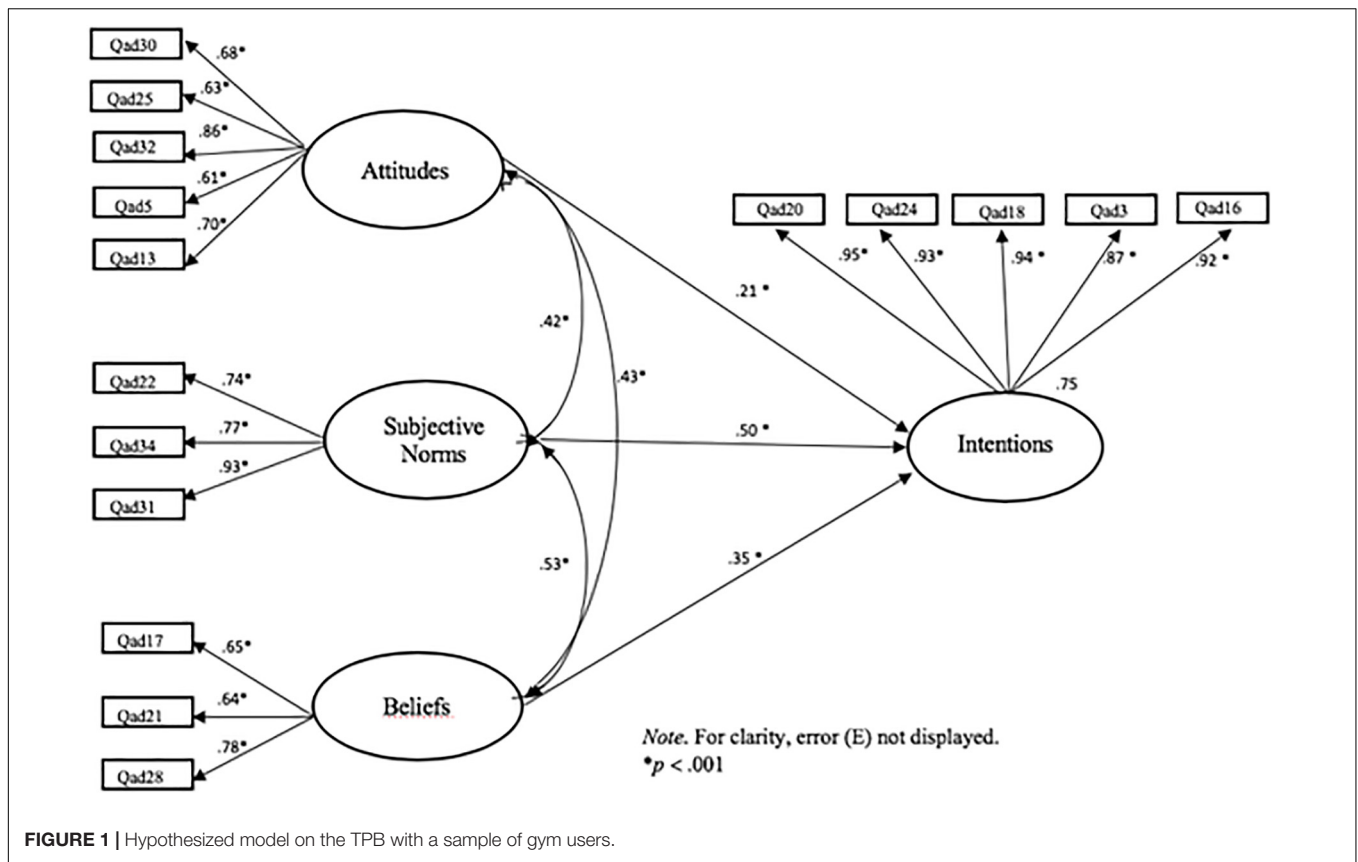 Qad30
.68*
Qad25
.63*
Qad32
.86*
Qad5
.61*
Qad13
.70*
Attitudes
Qad20
Qad24
Qad18
Qad3
Qad16
.95*
.93*
.94 *
.87 *
.92 *
.21 *
.42*
.43*
.75
Qad22
.74*
Qad34
.77*
Qad31
.93*
Subjective
Norms
.50 *
Intentions
.53*
.35 *
Qad17
.65*
Qad21
.64*
Qad28
.78*
Beliefs
Note. For clarity, error (E) not displayed.
*p < .001
FIGURE 1 | Hypothesized model on the TPB with a sample of gym users.